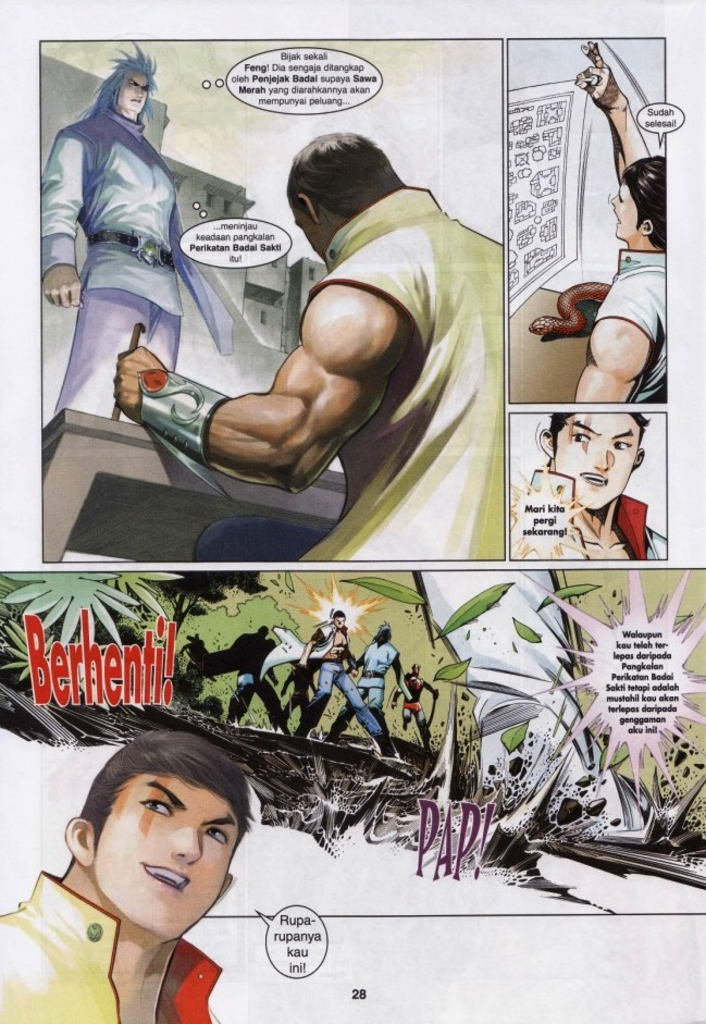 Bijak sekali
Feng! Dia sengaja ditangkap
oleh Penjejak Badai supaya Sawa
Merah yang diarahkannya akan
mempunyai peluang...
...meninjau
keadaan pangkalan
Perikatan Badai Sakti
itu!
Sudah
selesai!
Mari kita
pergi
sekarang!
Berhenti!
Walaupun
kau telah ter-
lepas daripada
Pangkalan
Perikatan Badai
Sakti tetapi adalah
mustahil kau akan
terlepas daripada
genggaman
aku ini!
PAP!
Rupa-
rupanya
kau
ini!
28